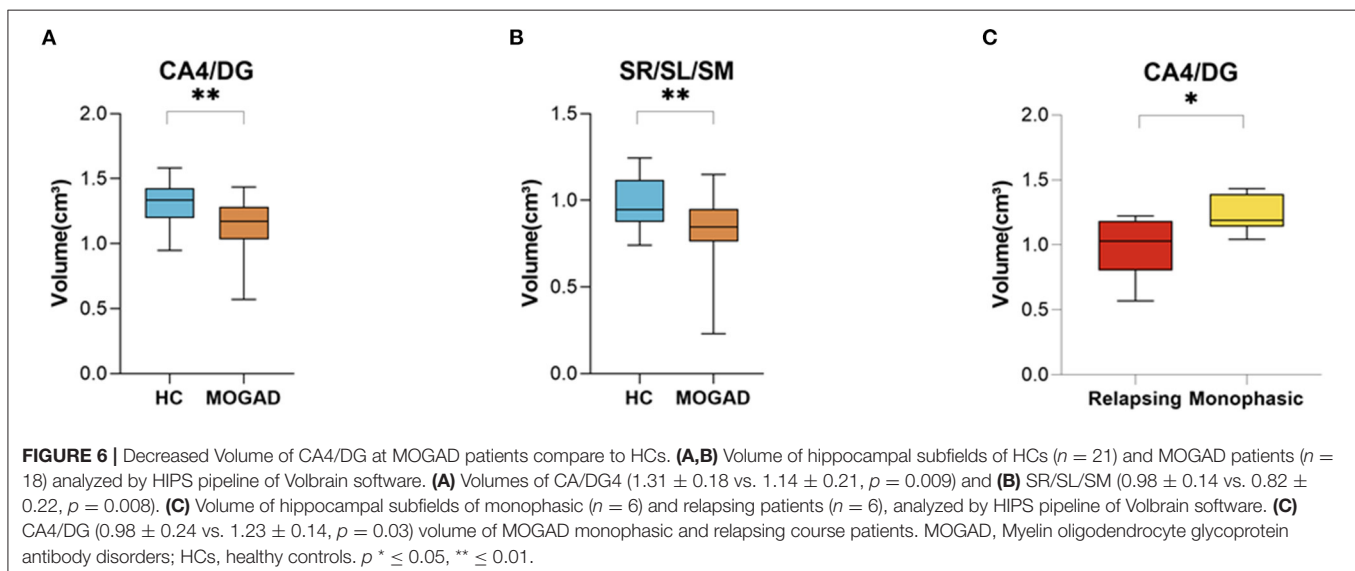 A
CA4/DG
**
Volume(cm³)
2.0
1.5
1.0
0.5
0.0
HC MOGAD
B
SR/SL/SM
**
Volume(cm³)
1.5
1.0
0.5
0.0
HC MOGAD
C
CA4/DG
*
Volume(cm³)
2.0
1.5
1.0
0.5
0.0
Relapsing Monophasic
FIGURE 6 | Decreased Volume of CA4/DG at MOGAD patients compare to HCs. (A,B) Volume of hippocampal subfields of HCs (n = 21) and MOGAD patients (n =
18) analyzed by HIPS pipeline of Volbrain software. (A) Volumes of CA/DG4 (1.31 ± 0.18 vs. 1.14 ± 0.21, p = 0.009) and (B) SR/SL/SM (0.98 ± 0.14 vs. 0.82 ±
0.22, p = 0.008). (C) Volume of hippocampal subfields of monophasic (n = 6) and relapsing patients (n = 6), analyzed by HIPS pipeline of Volbrain software. (C)
CA4/DG (0.98 ± 0.24 vs. 1.23 ± 0.14, p = 0.03) volume of MOGAD monophasic and relapsing course patients. MOGAD, Myelin oligodendrocyte glycoprotein
antibody disorders; HCs, healthy controls. p * ≤ 0.05, ** ≤ 0.01.